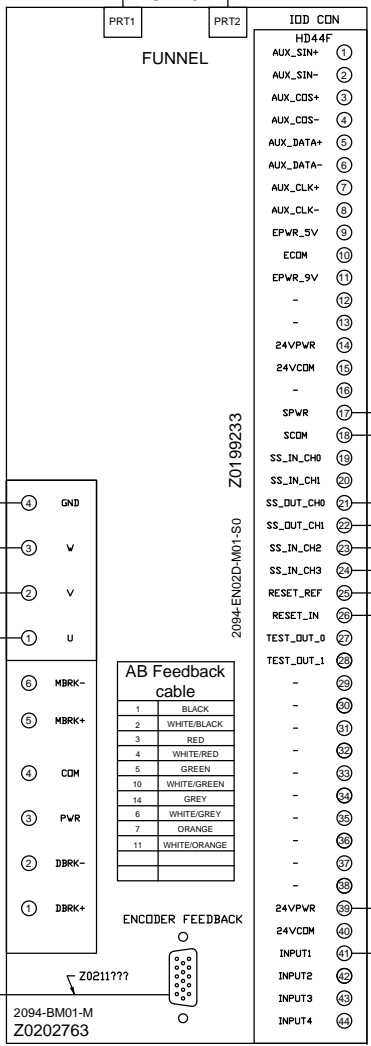 PRT1
PRT2
FUNNEL
IOD CON
HD44F
AUX_SIN+ 1
AUX_SIN- 2
AUX_COS+ 3
AUX_COS- 4
AUX_DATA+ 5
AUX_DATA- 6
AUX_CLK+ 7
AUX_CLK- 8
EPWR_5V 9
ECOM 10
EPWR_9V 11
- 12
- 13
24VPWR 14
24VCOM 15
- 16
SPWR 17
SCOM 18
SS_IN_CH0 19
SS_IN_CH1 20
SS_OUT_CH0 21
SS_OUT_CH1 22
SS_IN_CH2 23
SS_IN_CH3 24
RESET_REF 25
RESET_IN 26
TEST_OUT_0 27
TEST_OUT_1 28
- 29
- 30
- 31
- 32
- 33
- 34
- 35
- 36
- 37
- 38
24VPWR 39
24VCOM 40
INPUT1 41
INPUT2 42
INPUT3 43
INPUT4 44
Z0199233
2094-EN02D-M01-S0
4 GND
3 W
2 V
1 U
6 MBRK-
5 MBRK+
4 COM
3 PWR
2 DBRK-
1 DBRK+
AB Feedback
cable
1 BLACK
2 WHITE/BLACK
3 RED
4 WHITE/RED
5 GREEN
10 WHITE/GREEN
14 GREY
6 WHITE/GREY
7 ORANGE
11 WHITE/ORANGE
ENCODER FEEDBACK
Z0211???
2094-BM01-M
Z0202763